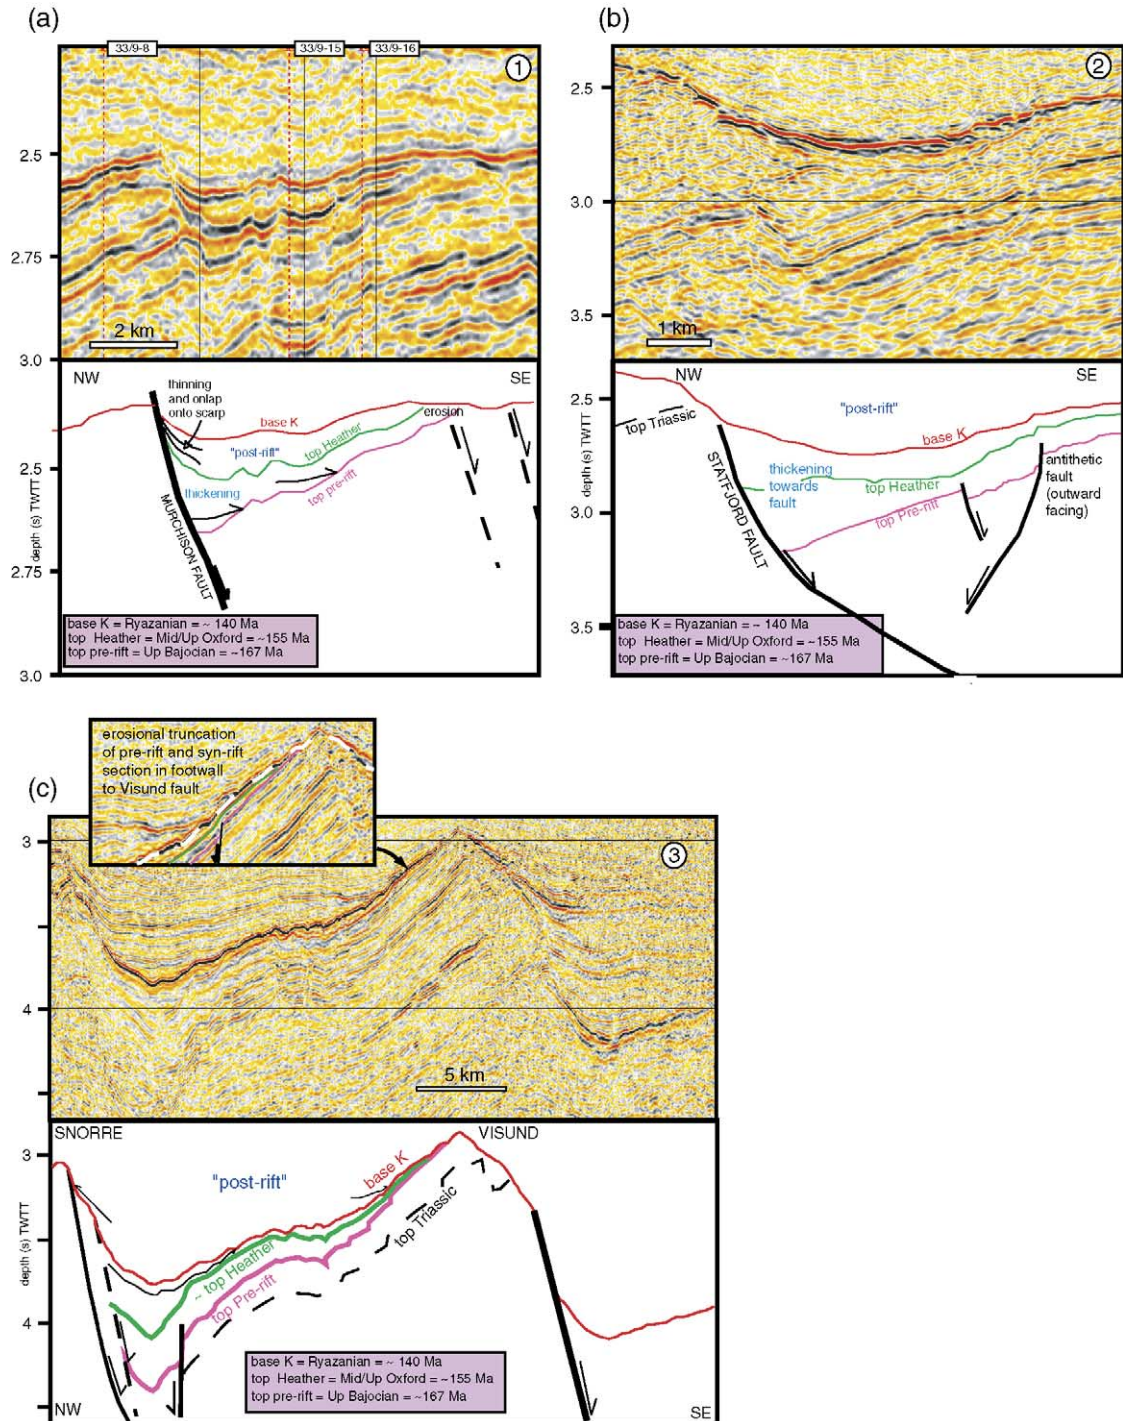 (a)
33/9-8
33/9-15
33/9-16
1
2.5
2.75
3.0
2 km
NW
SE
thinning
and onlap
onto scarp
base K
erosion
"post-rift"
top Heather
thickening
top pre-rift
MURCHISON FAULT
2.5
2.75
3.0
depth (s) TWTT
base K = Ryazanian = ~ 140 Ma
top Heather = Mid/Up Oxford = ~155 Ma
top pre-rift = Up Bajocian = ~167 Ma
(b)
2
2.5
3.0
3.5
1 km
NW
SE
top Triassic
"post-rift"
base K
thickening
towards
fault
top Heather
top Pre-rift
antithetic
fault
(outward
facing)
STATFJORD FAULT
2.5
3.0
3.5
depth (s) TWTT
base K = Ryazanian = ~ 140 Ma
top Heather = Mid/Up Oxford = ~155 Ma
top pre-rift = Up Bajocian = ~167 Ma
(c)
erosional truncation
of pre-rift and syn-rift
section in footwall
to Visund fault
3
3
4
5 km
SNORRE
VISUND
"post-rift"
base K
~ top Heather
top Pre-rift
top Triassic
3
4
depth (s) TWTT
base K = Ryazanian = ~ 140 Ma
top Heather = Mid/Up Oxford = ~155 Ma
top pre-rift = Up Bajocian = ~167 Ma
NW
SE